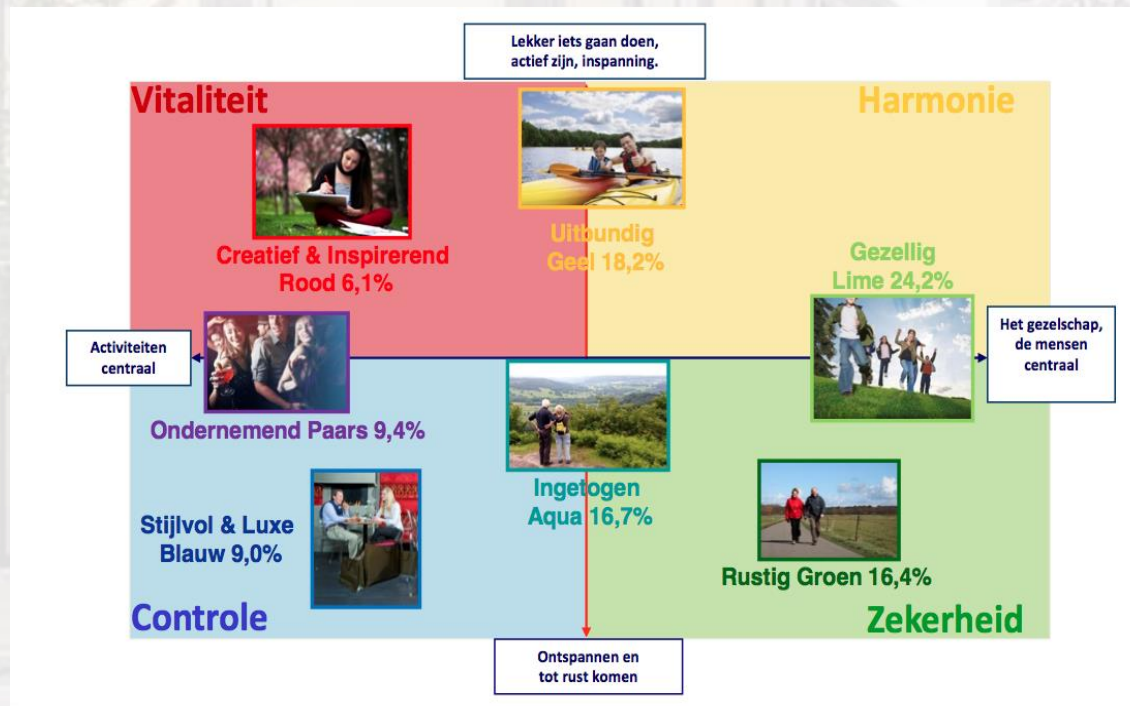 Lekker iets gaan doen,
actief zijn, inspanning.
Vitaliteit
Harmonie
Creatief & Inspirerend
Rood 6,1%
Uitbundig
Geel 18,2%
Gezellig
Lime 24,2%
Activiteiten
centraal
Het gezelschap,
de mensen
centraal
Ondernemend Paars 9,4%
Stijlvol & Luxe
Blauw 9,0%
Ingetogen
Aqua 16,7%
Rustig Groen 16,4%
Controle
Zekerheid
Ontspannen en
tot rust komen